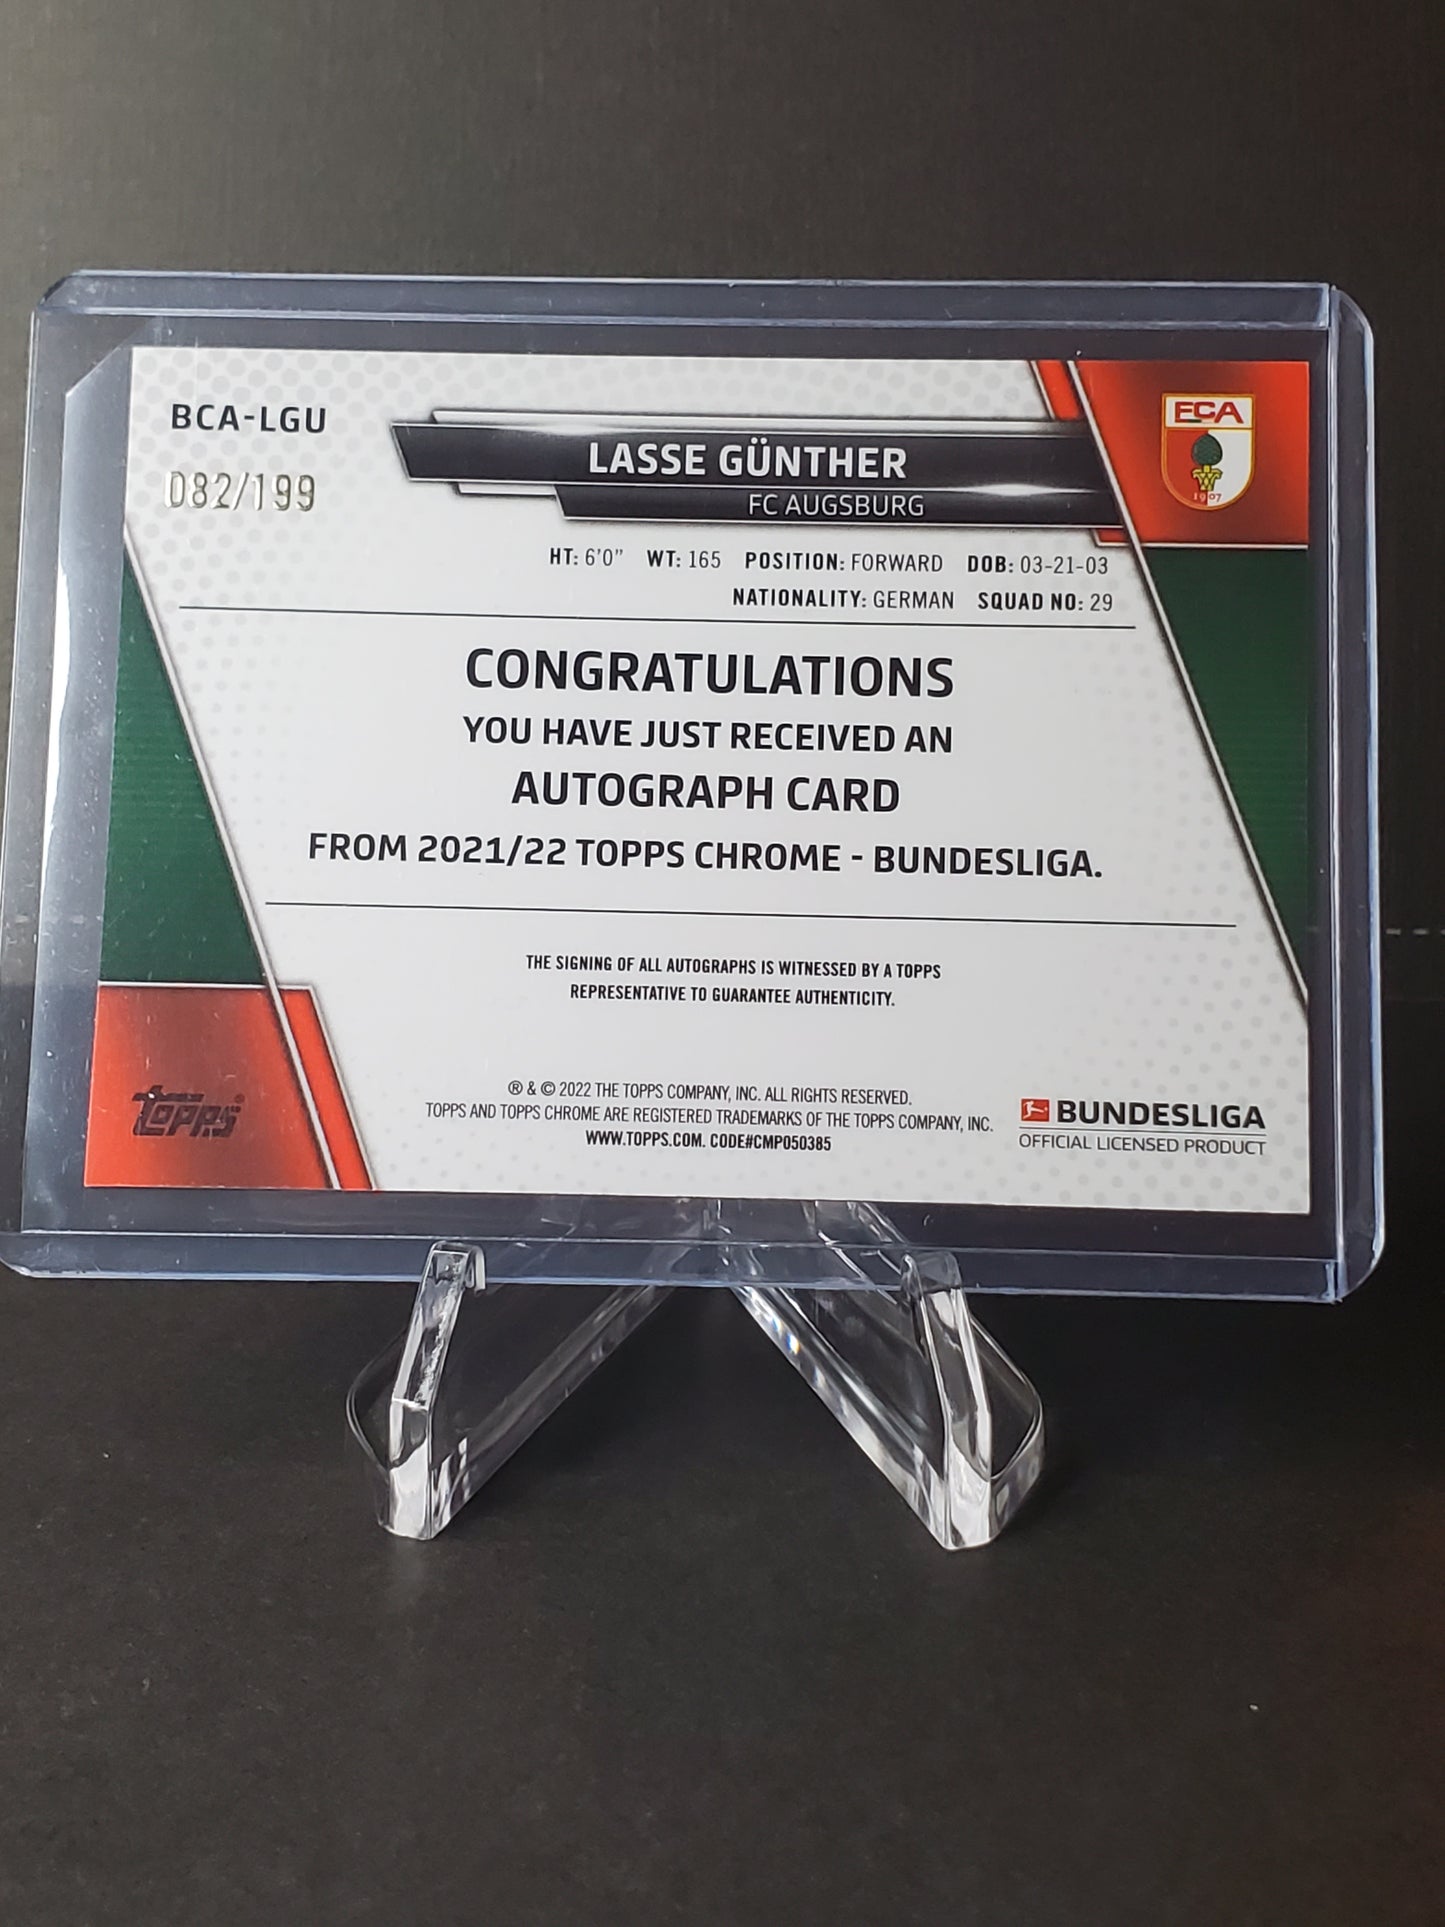 BCA-LGU
082/199
LASSE GÜNTHER
FC AUGSBURG
FCA
1907
HT: 6'0" WT: 165 POSITION: FORWARD DOB: 03-21-03
NATIONALITY: GERMAN SQUAD NO: 29
CONGRATULATIONS
YOU HAVE JUST RECEIVED AN
AUTOGRAPH CARD
FROM 2021/22 TOPPS CHROME - BUNDESLIGA.
THE SIGNING OF ALL AUTOGRAPHS IS WITNESSED BY A TOPPS
REPRESENTATIVE TO GUARANTEE AUTHENTICITY.
TOPPS®
® & © 2022 THE TOPPS COMPANY, INC. ALL RIGHTS RESERVED.
TOPPS AND TOPPS CHROME ARE REGISTERED TRADEMARKS OF THE TOPPS COMPANY, INC.
WWW.TOPPS.COM. CODE#CMP050385
BUNDESLIGA
OFFICIAL LICENSED PRODUCT